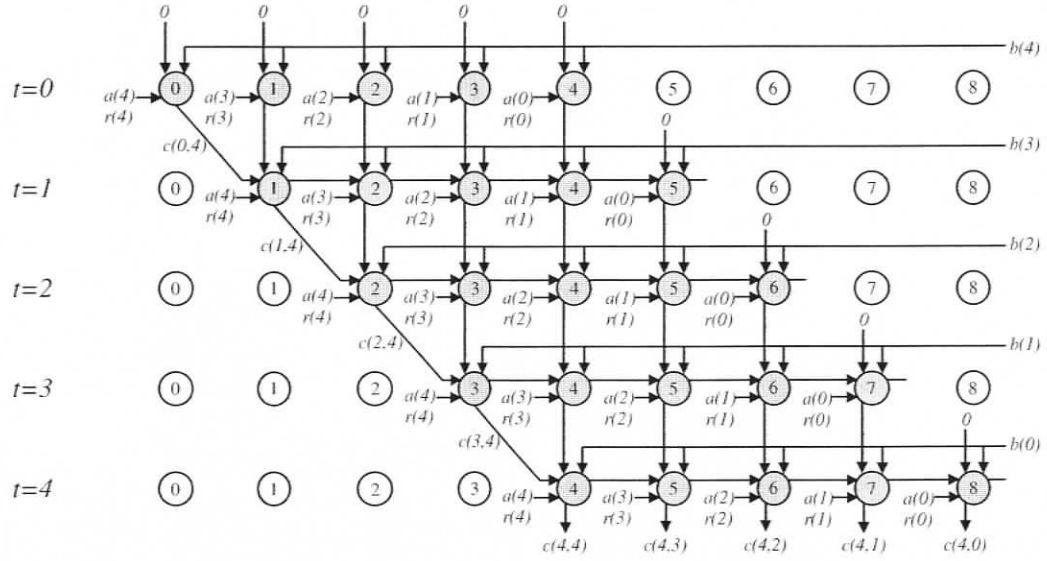 0 0 0 0 0
b(4)
t=0 0 1 2 3 4 5 6 7 8
a(4) a(3) a(2) a(1) a(0)
r(4) r(3) r(2) r(1) r(0)
0
c(0,4)
b(3)
t=1 0 1 2 3 4 5 6 7 8
a(4) a(3) a(2) a(1) a(0)
r(4) r(3) r(2) r(1) r(0)
0
c(1,4)
b(2)
t=2 0 1 2 3 4 5 6 7 8
a(4) a(3) a(2) a(1) a(0)
r(4) r(3) r(2) r(1) r(0)
0
c(2,4)
b(1)
t=3 0 1 2 3 4 5 6 7 8
a(4) a(3) a(2) a(1) a(0)
r(4) r(3) r(2) r(1) r(0)
0
c(3,4)
b(0)
t=4 0 1 2 3 4 5 6 7 8
a(4) a(3) a(2) a(1) a(0)
r(4) r(3) r(2) r(1) r(0)
c(4,4) c(4,3) c(4,2) c(4,1) c(4,0)